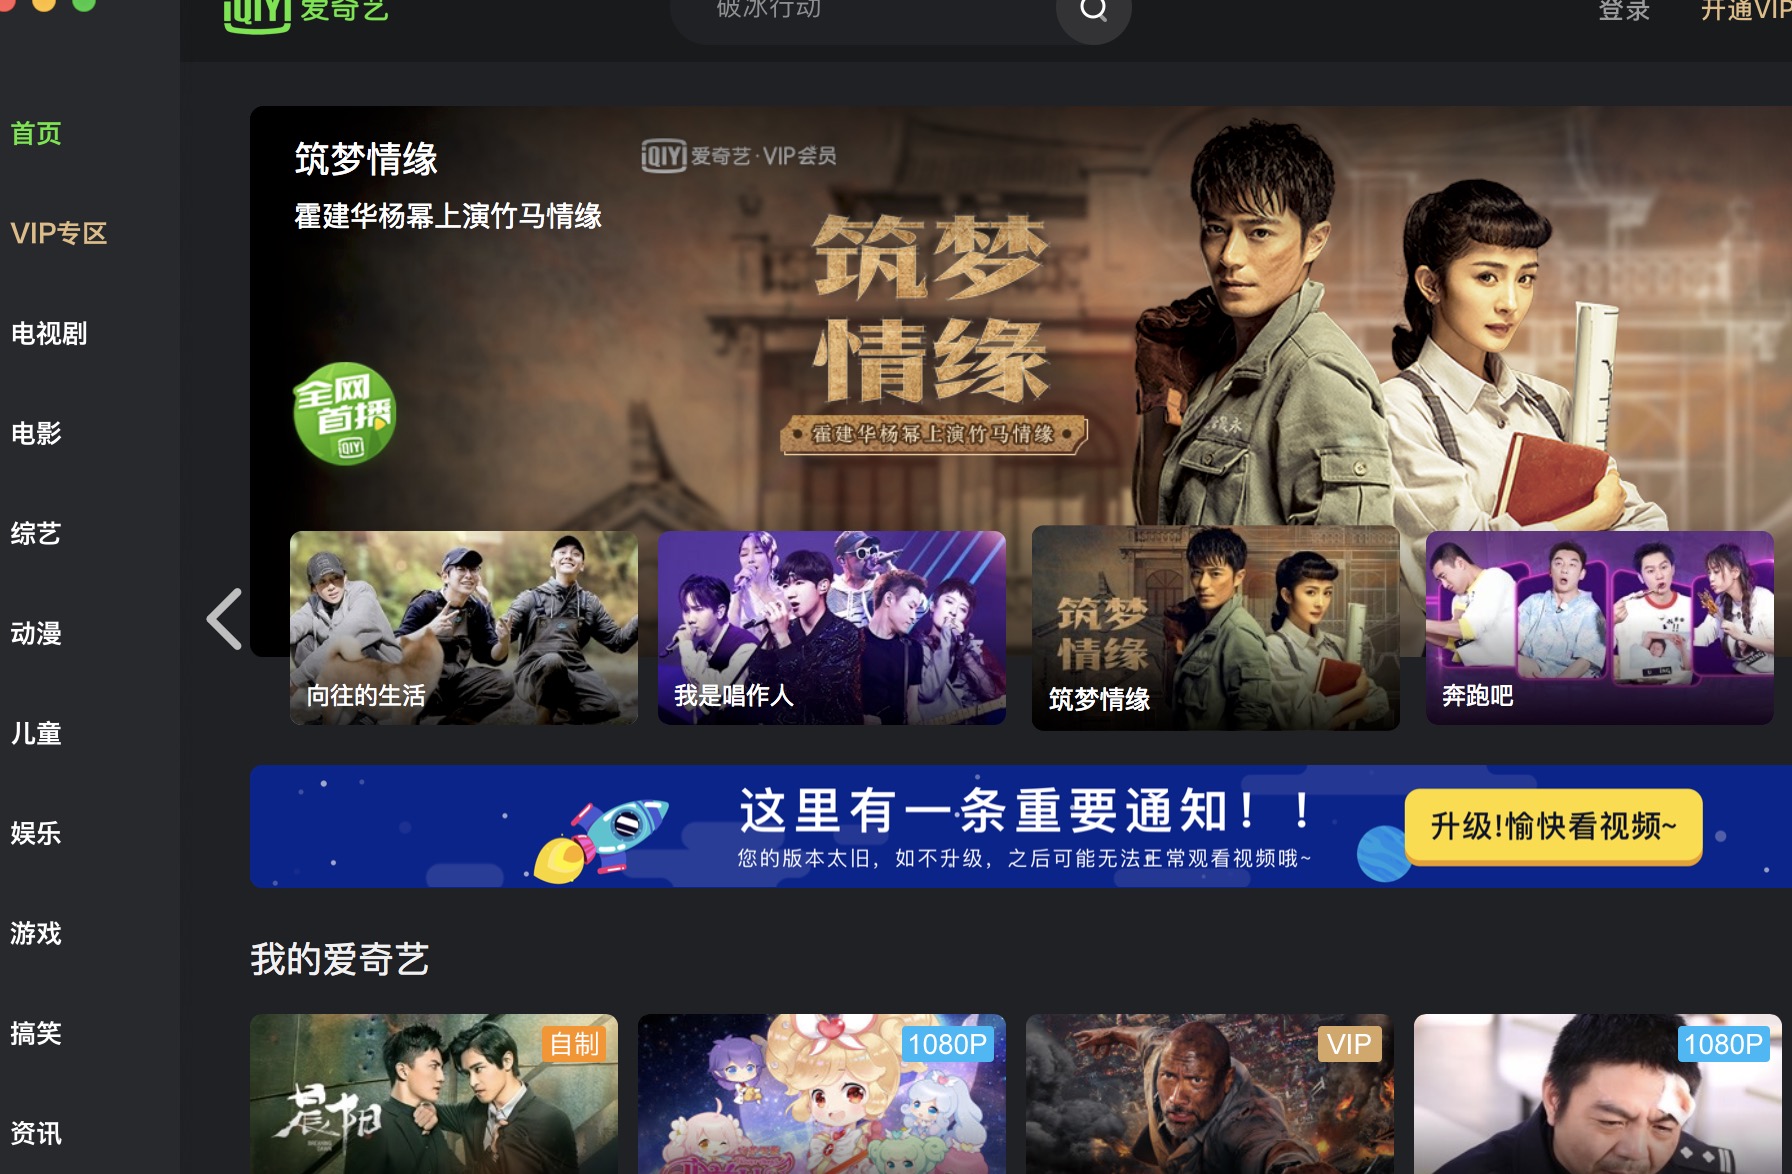 iQIYI 爱奇艺
破冰行动
登录
开通VIP
首页
VIP专区
电视剧
电影
综艺
动漫
儿童
娱乐
游戏
搞笑
资讯
筑梦情缘
霍建华杨幂上演竹马情缘
iQIYI 爱奇艺·VIP会员
筑梦
情缘
霍建华杨幂上演竹马情缘
全网
首播
iQIYI
向往的生活
我是唱作人
筑梦
情缘
筑梦情缘
奔跑吧
这里有一条重要通知！！
您的版本太旧，如不升级，之后可能无法正常观看视频哦~
升级!愉快看视频~
我的爱奇艺
自制
晨阳
1080P
VIP
1080P